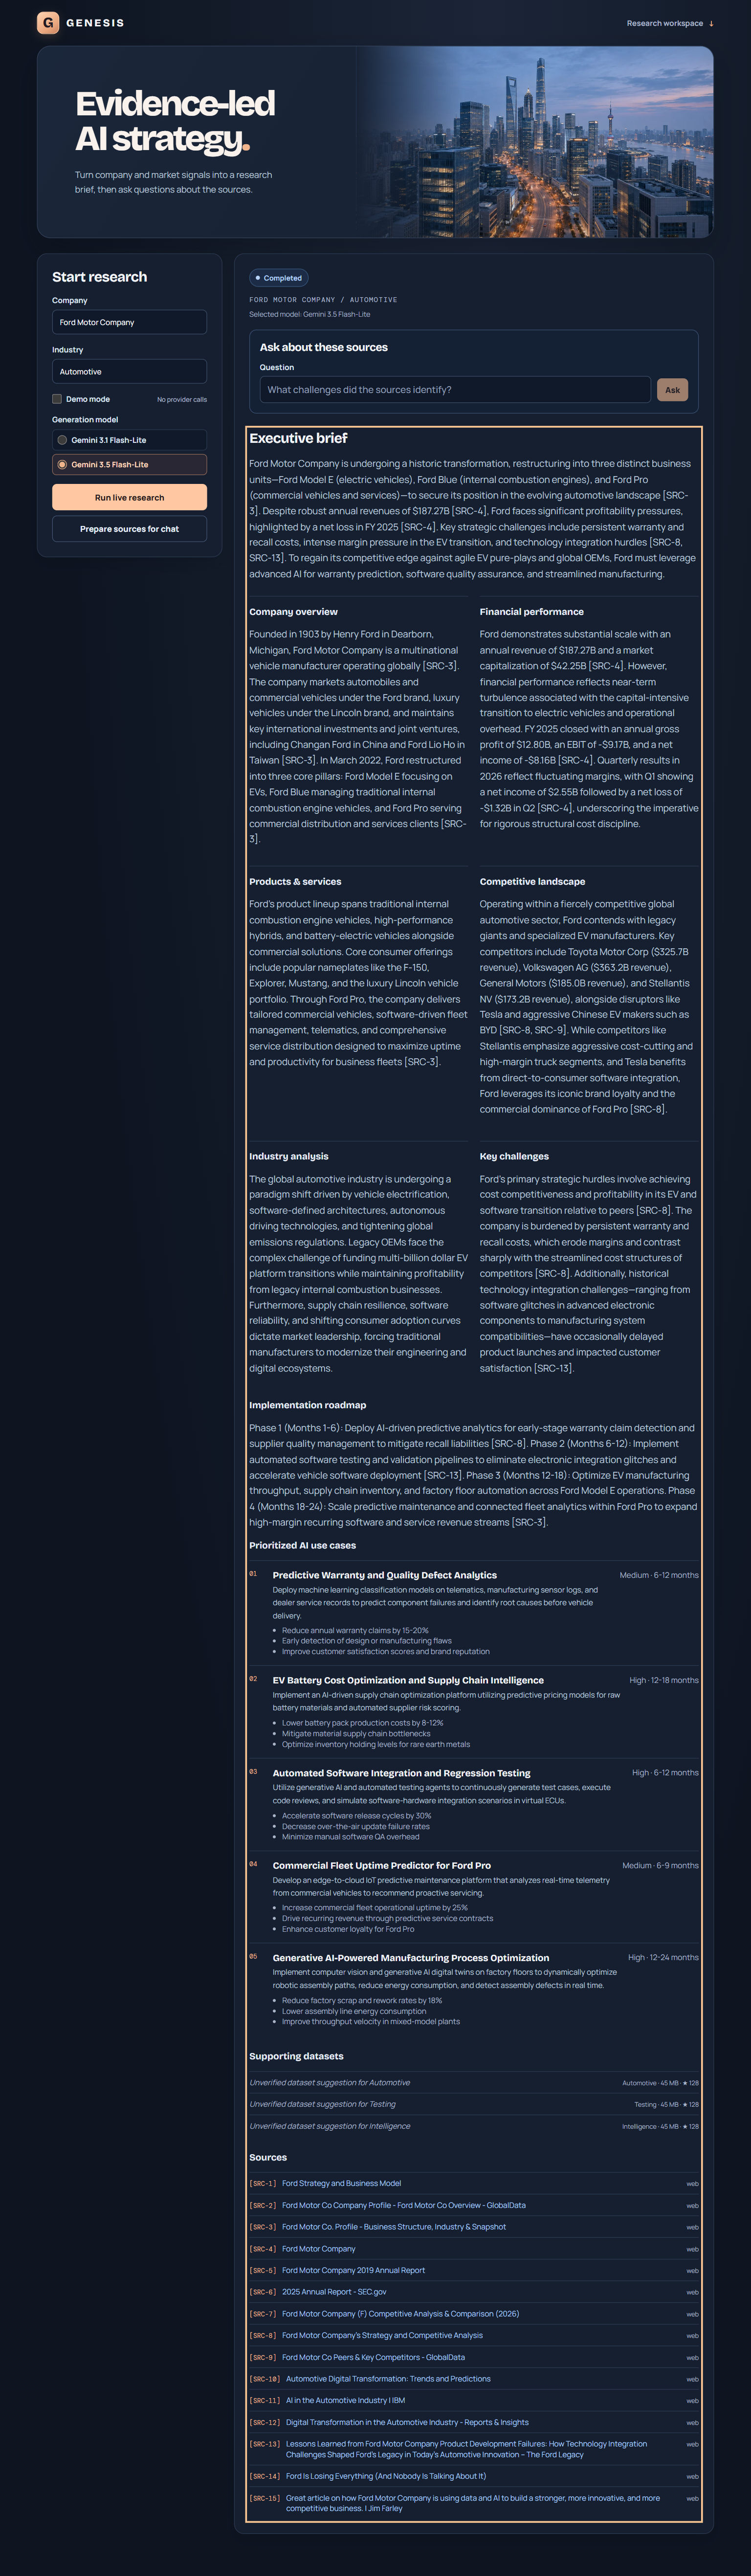 G GENESIS
Research workspace ↓
Evidence-led
AI strategy.
Turn company and market signals into a research
brief, then ask questions about the sources.
Start research
Company
Ford Motor Company
Industry
Automotive
Demo mode
No provider calls
Generation model
Gemini 3.1 Flash-Lite
Gemini 3.5 Flash-Lite
Run live research
Prepare sources for chat
Completed
FORD MOTOR COMPANY / AUTOMOTIVE
Selected model: Gemini 3.5 Flash-Lite
Ask about these sources
Question
What challenges did the sources identify?
Ask
Executive brief
Ford Motor Company is undergoing a historic transformation, restructuring into three distinct business
units—Ford Model E (electric vehicles), Ford Blue (internal combustion engines), and Ford Pro
(commercial vehicles and services)—to secure its position in the evolving automotive landscape [SRC-
3]. Despite robust annual revenues of $187.27B [SRC-4], Ford faces significant profitability pressures,
highlighted by a net loss in FY 2025 [SRC-4]. Key strategic challenges include persistent warranty and
recall costs, intense margin pressure in the EV transition, and technology integration hurdles [SRC-8,
SRC-13]. To regain its competitive edge against agile EV pure-plays and global OEMs, Ford must leverage
advanced AI for warranty prediction, software quality assurance, and streamlined manufacturing.
Company overview
Founded in 1903 by Henry Ford in Dearborn,
Michigan, Ford Motor Company is a multinational
vehicle manufacturer operating globally [SRC-3].
The company markets automobiles and
commercial vehicles under the Ford brand, luxury
vehicles under the Lincoln brand, and maintains
key international investments and joint ventures,
including Changan Ford in China and Ford Lio Ho in
Taiwan [SRC-3]. In March 2022, Ford restructured
into three core pillars: Ford Model E focusing on
EVs, Ford Blue managing traditional internal
combustion engine vehicles, and Ford Pro serving
commercial distribution and services clients [SRC-
3].
Financial performance
Ford demonstrates substantial scale with an
annual revenue of $187.27B and a market
capitalization of $42.25B [SRC-4]. However,
financial performance reflects near-term
turbulence associated with the capital-intensive
transition to electric vehicles and operational
overhead. FY 2025 closed with an annual gross
profit of $12.80B, an EBIT of -$9.17B, and a net
income of -$8.16B [SRC-4]. Quarterly results in
2026 reflect fluctuating margins, with Q1 showing
a net income of $2.55B followed by a net loss of
-$1.32B in Q2 [SRC-4], underscoring the imperative
for rigorous structural cost discipline.
Products & services
Ford's product lineup spans traditional internal
combustion engine vehicles, high-performance
hybrids, and battery-electric vehicles alongside
commercial solutions. Core consumer offerings
include popular nameplates like the F-150,
Explorer, Mustang, and the luxury Lincoln vehicle
portfolio. Through Ford Pro, the company delivers
tailored commercial vehicles, software-driven fleet
management, telematics, and comprehensive
service distribution designed to maximize uptime
and productivity for business fleets [SRC-3].
Competitive landscape
Operating within a fiercely competitive global
automotive sector, Ford contends with legacy
giants and specialized EV manufacturers. Key
competitors include Toyota Motor Corp ($325.7B
revenue), Volkswagen AG ($363.2B revenue),
General Motors ($185.0B revenue), and Stellantis
NV ($173.2B revenue), alongside disruptors like
Tesla and aggressive Chinese EV makers such as
BYD [SRC-8, SRC-9]. While competitors like
Stellantis emphasize aggressive cost-cutting and
high-margin truck segments, and Tesla benefits
from direct-to-consumer software integration,
Ford leverages its iconic brand loyalty and the
commercial dominance of Ford Pro [SRC-8].
Industry analysis
The global automotive industry is undergoing a
paradigm shift driven by vehicle electrification,
software-defined architectures, autonomous
driving technologies, and tightening global
emissions regulations. Legacy OEMs face the
complex challenge of funding multi-billion dollar EV
platform transitions while maintaining profitability
from legacy internal combustion businesses.
Furthermore, supply chain resilience, software
reliability, and shifting consumer adoption curves
dictate market leadership, forcing traditional
manufacturers to modernize their engineering and
digital ecosystems.
Key challenges
Ford's primary strategic hurdles involve achieving
cost competitiveness and profitability in its EV and
software transition relative to peers [SRC-8]. The
company is burdened by persistent warranty and
recall costs, which erode margins and contrast
sharply with the streamlined cost structures of
competitors [SRC-8]. Additionally, historical
technology integration challenges—ranging from
software glitches in advanced electronic
components to manufacturing system
compatibilities—have occasionally delayed
product launches and impacted customer
satisfaction [SRC-13].
Implementation roadmap
Phase 1 (Months 1-6): Deploy AI-driven predictive analytics for early-stage warranty claim detection and
supplier quality management to mitigate recall liabilities [SRC-8]. Phase 2 (Months 6-12): Implement
automated software testing and validation pipelines to eliminate electronic integration glitches and
accelerate vehicle software deployment [SRC-13]. Phase 3 (Months 12-18): Optimize EV manufacturing
throughput, supply chain inventory, and factory floor automation across Ford Model E operations. Phase
4 (Months 18-24): Scale predictive maintenance and connected fleet analytics within Ford Pro to expand
high-margin recurring software and service revenue streams [SRC-3].
Prioritized AI use cases
01 Predictive Warranty and Quality Defect Analytics Medium · 6-12 months
Deploy machine learning classification models on telematics, manufacturing sensor logs, and
dealer service records to predict component failures and identify root causes before vehicle
delivery.
• Reduce annual warranty claims by 15-20%
• Early detection of design or manufacturing flaws
• Improve customer satisfaction scores and brand reputation
02 EV Battery Cost Optimization and Supply Chain Intelligence High · 12-18 months
Implement an AI-driven supply chain optimization platform utilizing predictive pricing models for raw
battery materials and automated supplier risk scoring.
• Lower battery pack production costs by 8-12%
• Mitigate material supply chain bottlenecks
• Optimize inventory holding levels for rare earth metals
03 Automated Software Integration and Regression Testing High · 6-12 months
Utilize generative AI and automated testing agents to continuously generate test cases, execute
code reviews, and simulate software-hardware integration scenarios in virtual ECUs.
• Accelerate software release cycles by 30%
• Decrease over-the-air update failure rates
• Minimize manual software QA overhead
04 Commercial Fleet Uptime Predictor for Ford Pro Medium · 6-9 months
Develop an edge-to-cloud IoT predictive maintenance platform that analyzes real-time telemetry
from commercial vehicles to recommend proactive servicing.
• Increase commercial fleet operational uptime by 25%
• Drive recurring revenue through predictive service contracts
• Enhance customer loyalty for Ford Pro
05 Generative AI-Powered Manufacturing Process Optimization High · 12-24 months
Implement computer vision and generative AI digital twins on factory floors to dynamically optimize
robotic assembly paths, reduce energy consumption, and detect assembly defects in real time.
• Reduce factory scrap and rework rates by 18%
• Lower assembly line energy consumption
• Improve throughput velocity in mixed-model plants
Supporting datasets
Unverified dataset suggestion for Automotive Automotive · 45 MB · ★ 128
Unverified dataset suggestion for Testing Testing · 45 MB · ★ 128
Unverified dataset suggestion for Intelligence Intelligence · 45 MB · ★ 128
Sources
[SRC-1] Ford Strategy and Business Model web
[SRC-2] Ford Motor Co Company Profile - Ford Motor Co Overview - GlobalData web
[SRC-3] Ford Motor Co. Profile - Business Structure, Industry & Snapshot web
[SRC-4] Ford Motor Company web
[SRC-5] Ford Motor Company 2019 Annual Report web
[SRC-6] 2025 Annual Report - SEC.gov web
[SRC-7] Ford Motor Company (F) Competitive Analysis & Comparison (2026) web
[SRC-8] Ford Motor Company's Strategy and Competitive Analysis web
[SRC-9] Ford Motor Co Peers & Key Competitors - GlobalData web
[SRC-10] Automotive Digital Transformation: Trends and Predictions web
[SRC-11] AI in the Automotive Industry | IBM web
[SRC-12] Digital Transformation in the Automotive Industry - Reports & Insights web
[SRC-13] Lessons Learned from Ford Motor Company Product Development Failures: How Technology Integration web
Challenges Shaped Ford's Legacy in Today's Automotive Innovation – The Ford Legacy
[SRC-14] Ford Is Losing Everything (And Nobody Is Talking About It) web
[SRC-15] Great article on how Ford Motor Company is using data and AI to build a stronger, more innovative, and more web
competitive business. | Jim Farley